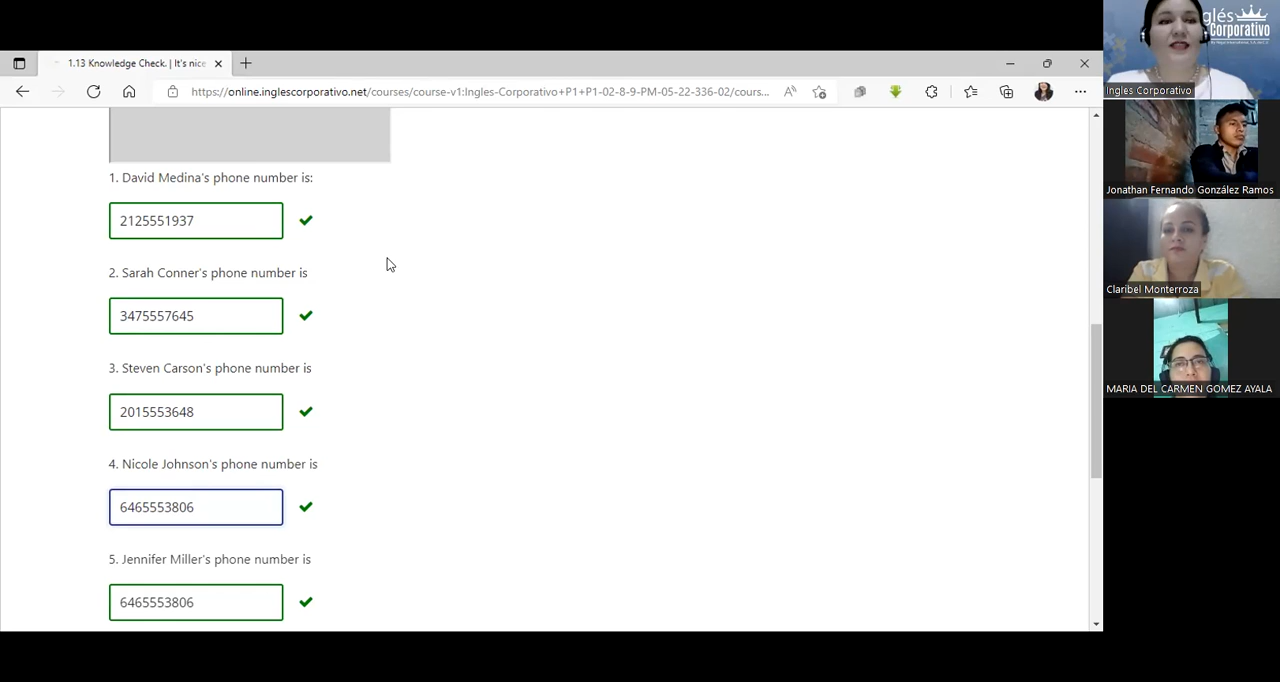 1.13 Knowledge Check. | It's nice
https://online.inglescorporativo.net/courses/course-v1:Ingles-Corporativo+P1+P1-02-8-9-PM-05-22-336-02/cours...
1. David Medina's phone number is:
2125551937
2. Sarah Conner's phone number is
3475557645
3. Steven Carson's phone number is
2015553648
4. Nicole Johnson's phone number is
6465553806
5. Jennifer Miller's phone number is
6465553806
glés
Corporativo
Ingles Corporativo
Jonathan Fernando González Ramos
Claribel Monterroza
MARIA DEL CARMEN GOMEZ AYALA